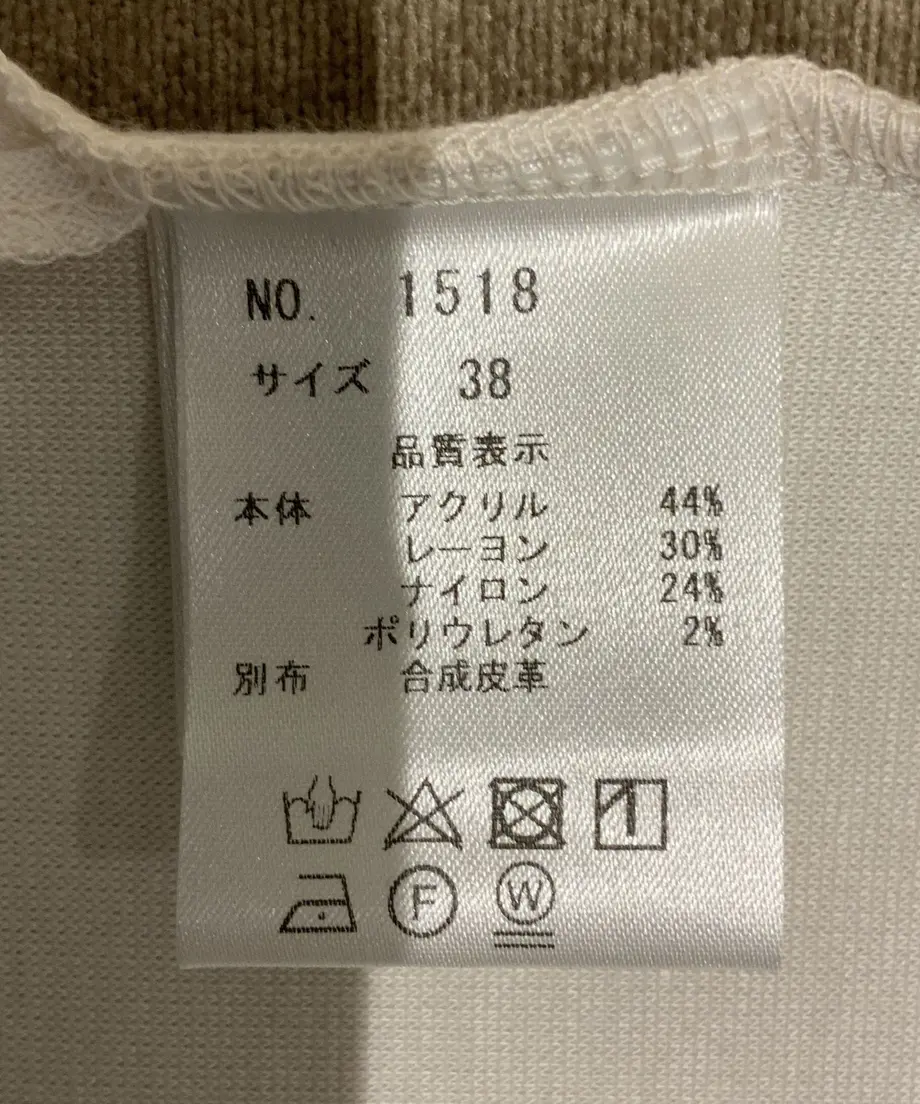 NO. 1518
サイズ 38
品質表示
本体 アクリル 44%
レーヨン 30%
ナイロン 24%
ポリウレタン 2%
別布 合成皮革
F W